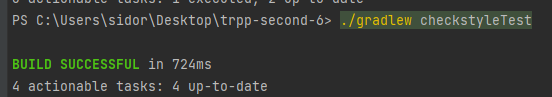 PS C:\Users\sidor\Desktop\trpp-second-6> ./gradlew checkstyleTest
BUILD SUCCESSFUL in 724ms
4 actionable tasks: 4 up-to-date